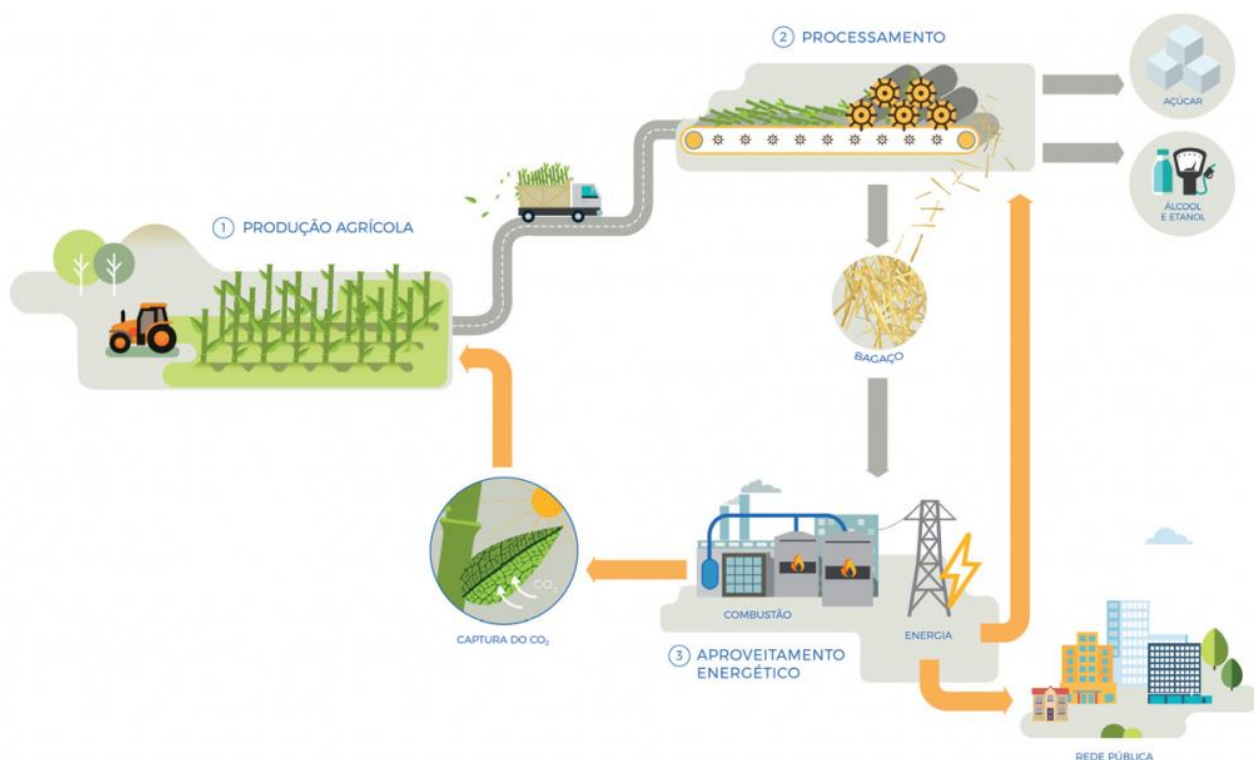 ② PROCESSAMENTO
AÇÚCAR
ÁLCOOL
E ETANOL
① PRODUÇÃO AGRÍCOLA
BAGAÇO
CO₂
CAPTURA DO CO₂
COMBUSTÃO
ENERGIA
③ APROVEITAMENTO
ENERGÉTICO
REDE PÚBLICA